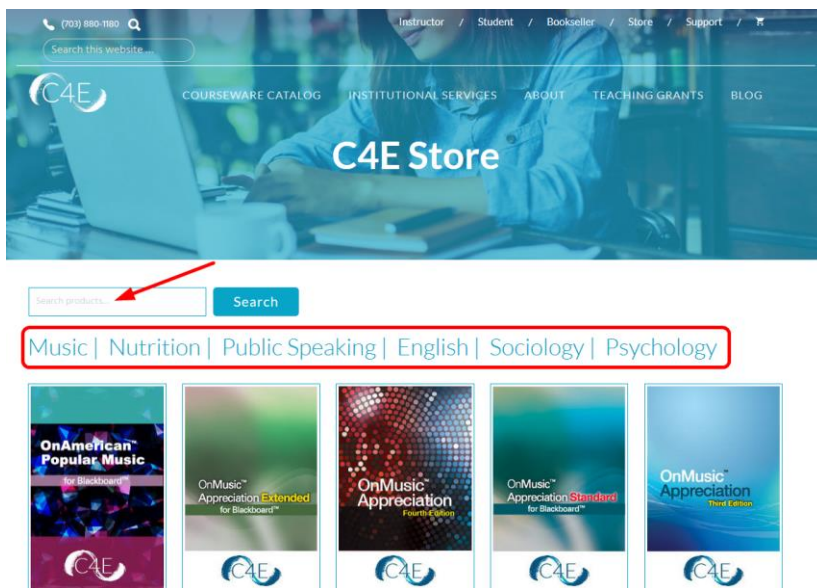 (703) 880-1180
Instructor / Student / Bookseller / Store / Support /
Search this website ...
C4E
COURSEWARE CATALOG INSTITUTIONAL SERVICES ABOUT TEACHING GRANTS BLOG
C4E Store
Search products...
Search
Music | Nutrition | Public Speaking | English | Sociology | Psychology
OnAmerican™
Popular Music
for Blackboard™
C4E
OnMusic™
Appreciation Extended
for Blackboard™
C4E
OnMusic™
Appreciation
Fourth Edition
C4E
OnMusic™
Appreciation Standard
for Blackboard™
C4E
OnMusic™
Appreciation
Third Edition
C4E